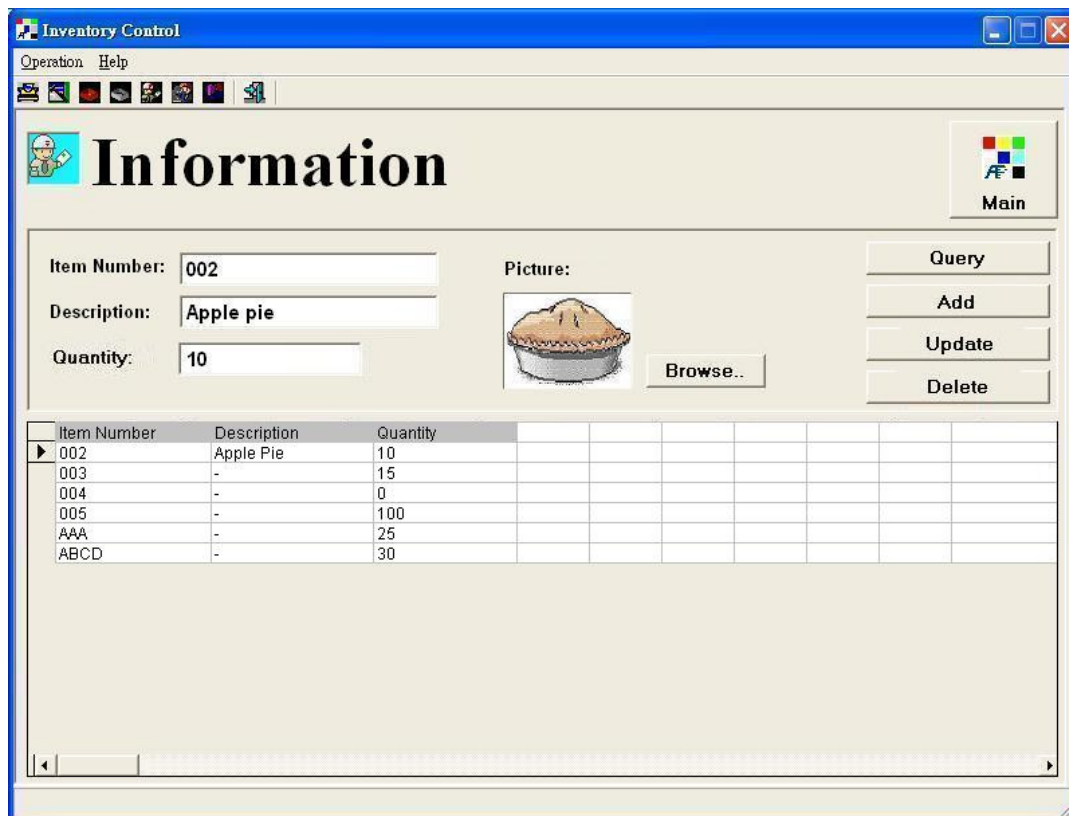 Inventory Control
Operation Help
Information
Main
Item Number: 002
Description: Apple pie
Quantity: 10
Picture:
Browse..
Query
Add
Update
Delete
Item Number Description Quantity
002 Apple Pie 10
003 - 15
004 - 0
005 - 100
AAA - 25
ABCD - 30